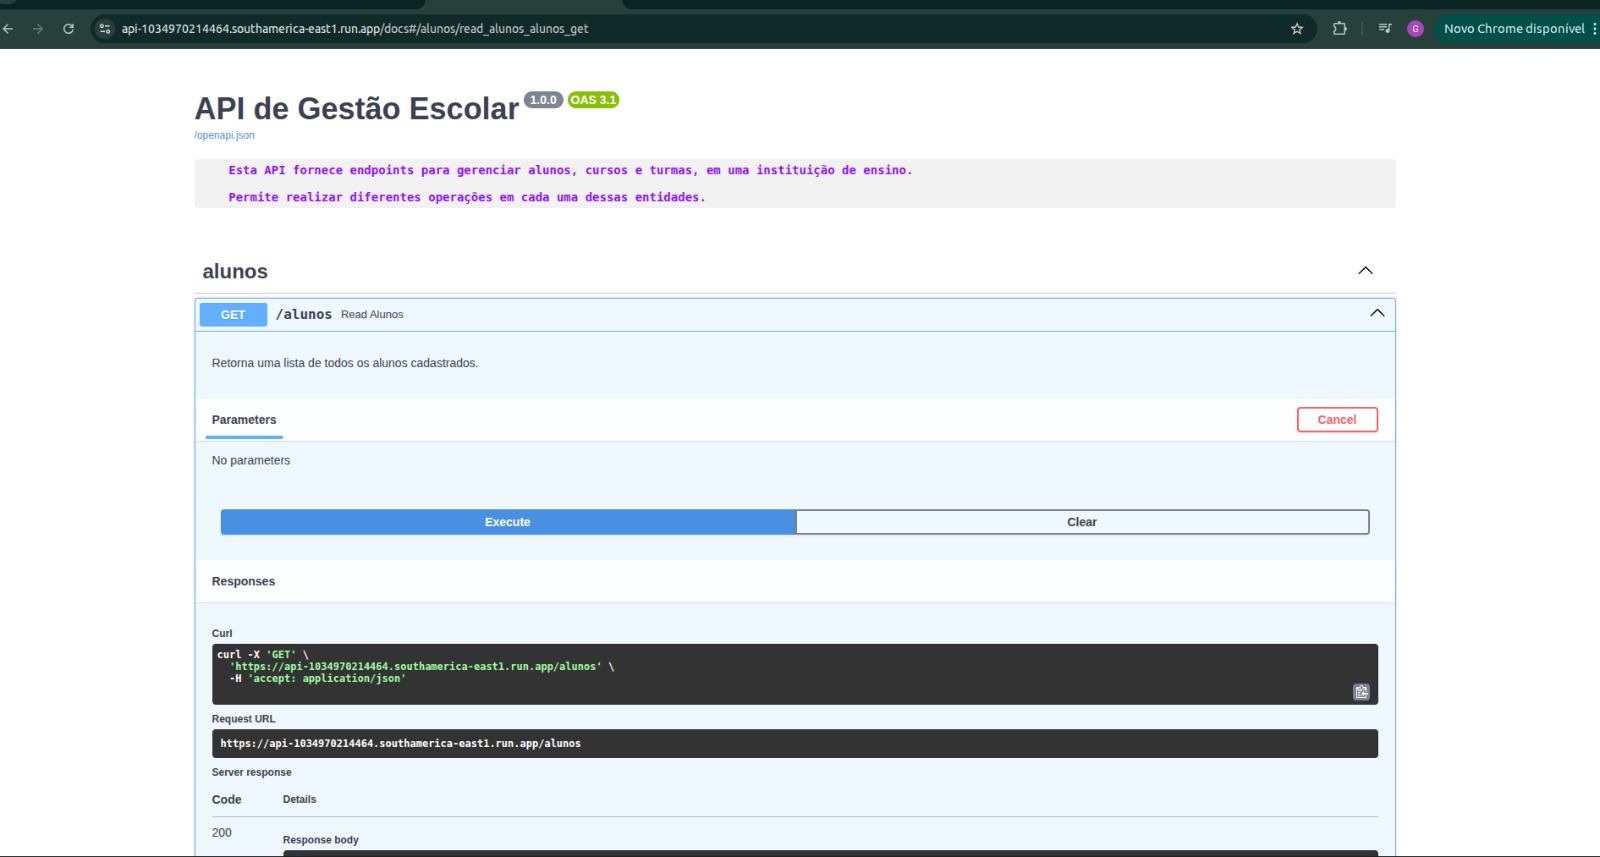 api-1034970214464.southamerica-east1.run.app/docs#/alunos/read_alunos_alunos_get
G
Novo Chrome disponível
API de Gestão Escolar 1.0.0 OAS 3.1
/openapi.json
Esta API fornece endpoints para gerenciar alunos, cursos e turmas, em uma instituição de ensino.
Permite realizar diferentes operações em cada uma dessas entidades.
alunos
GET /alunos Read Alunos
Retorna uma lista de todos os alunos cadastrados.
Parameters
Cancel
No parameters
Execute
Clear
Responses
Curl
curl -X 'GET' \
'https://api-1034970214464.southamerica-east1.run.app/alunos' \
-H 'accept: application/json'
Request URL
https://api-1034970214464.southamerica-east1.run.app/alunos
Server response
Code Details
200
Response body